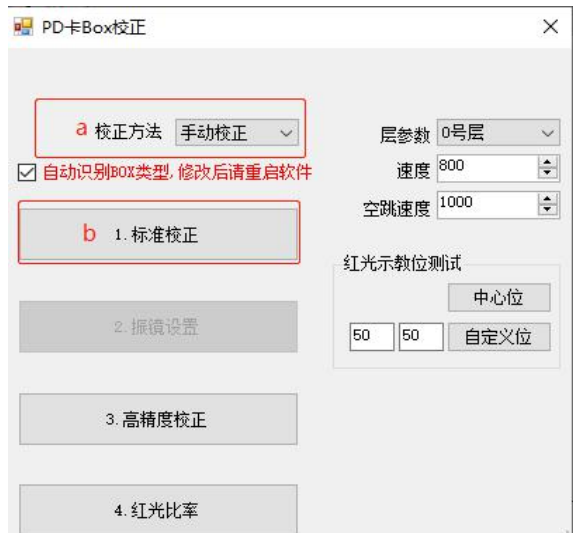 PD卡Box校正
a 校正方法 手动校正
自动识别BOX类型,修改后请重启软件
b 1.标准校正
2.振镜设置
3.高精度校正
4.红光比率
层参数 0号层
速度 800
空跳速度 1000
红光示教位测试
中心位
50 50 自定义位